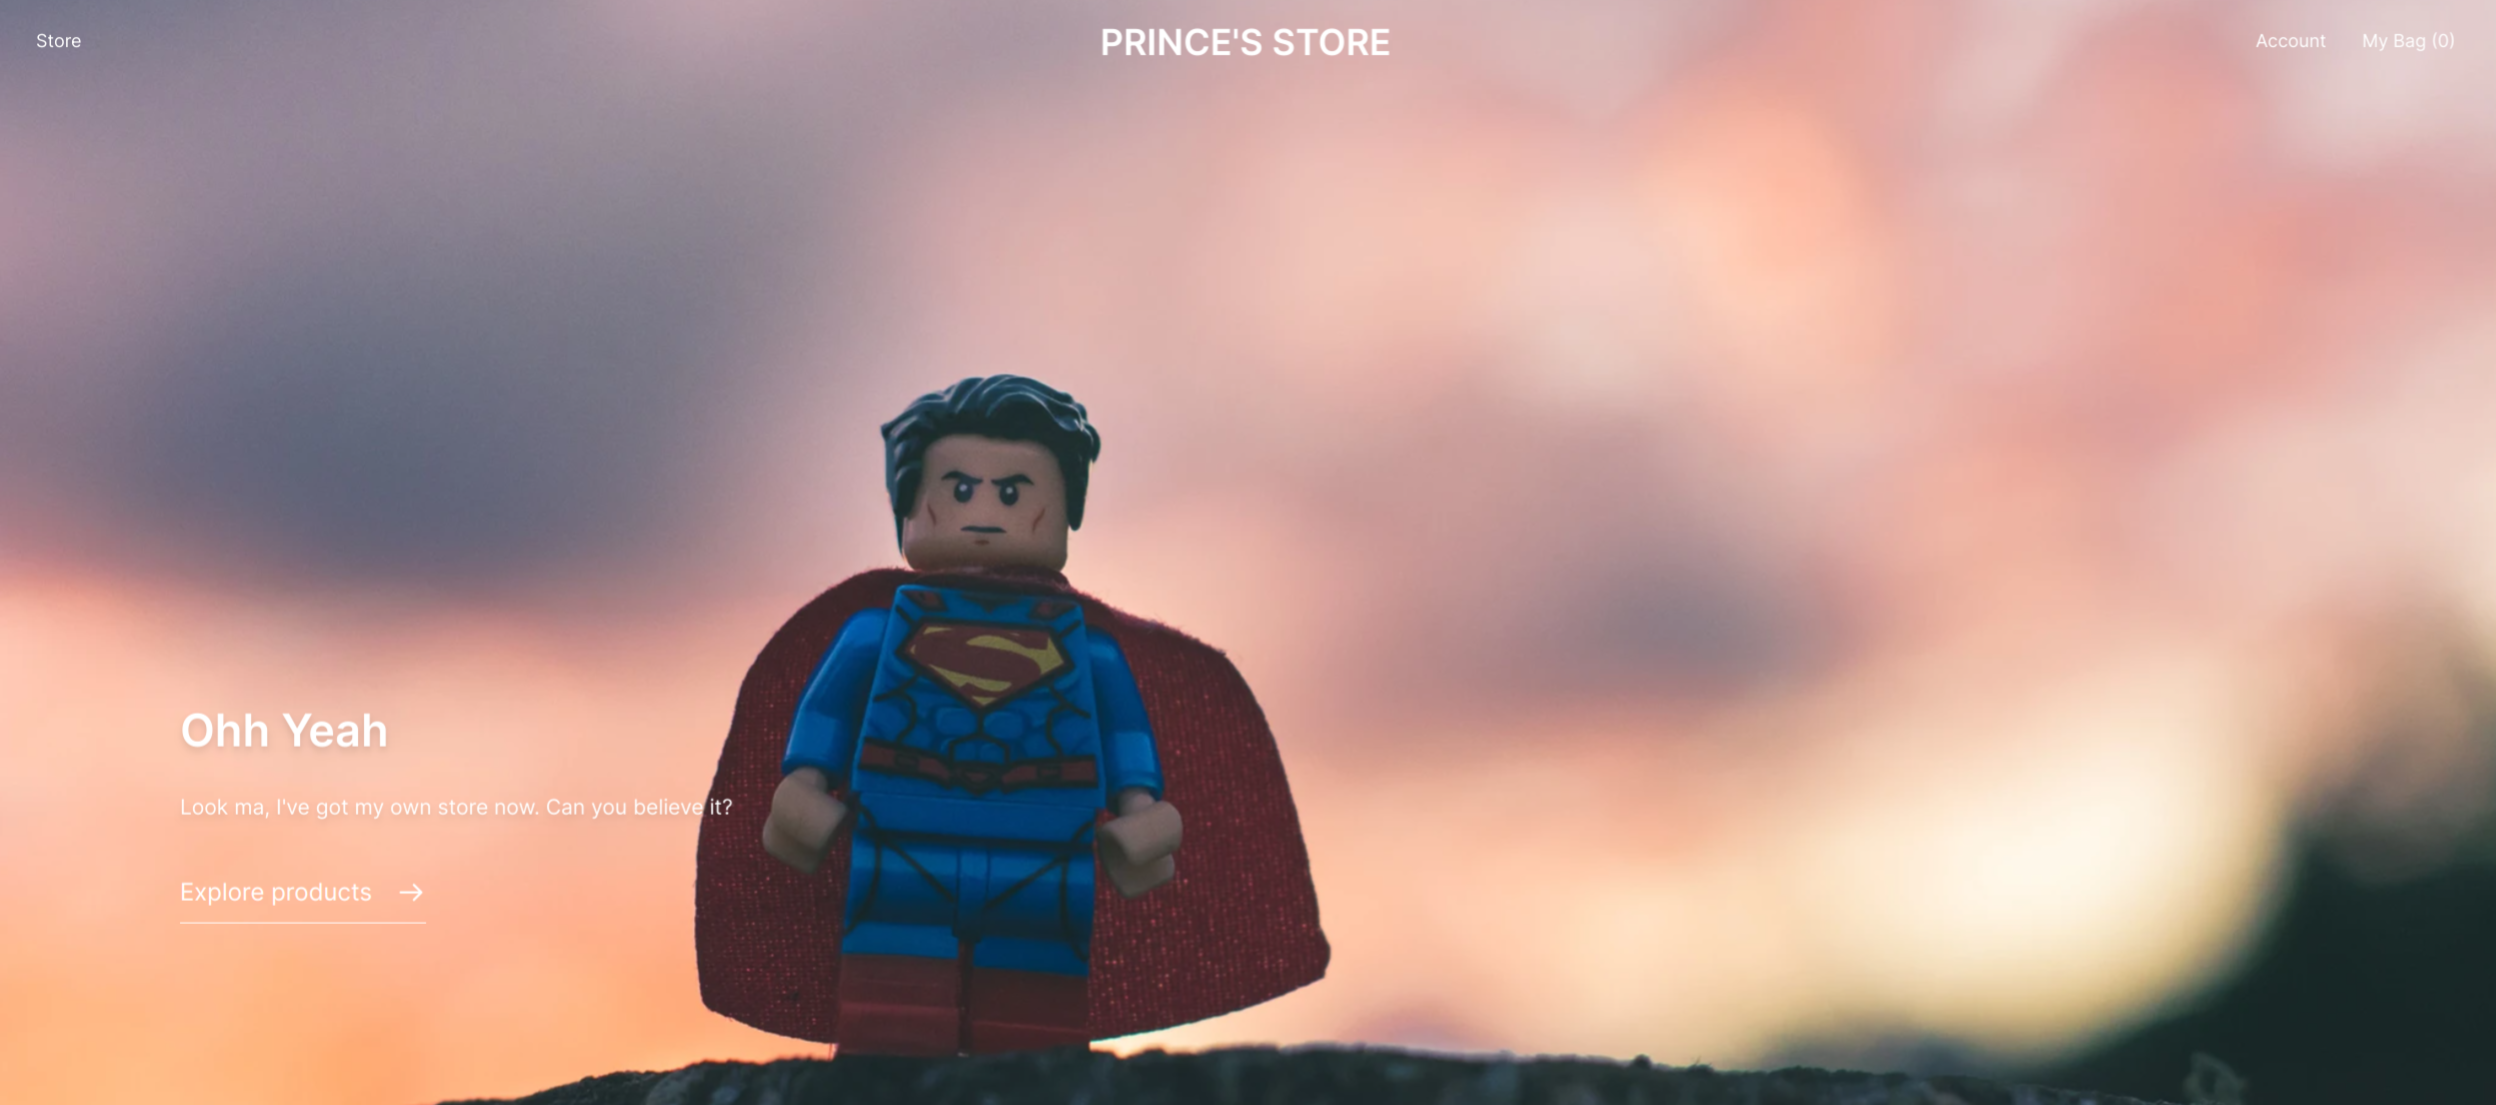 Store
PRINCE'S STORE
Account
My Bag (0)
Ohh Yeah
Look ma, I've got my own store now. Can you believe it?
Explore products →